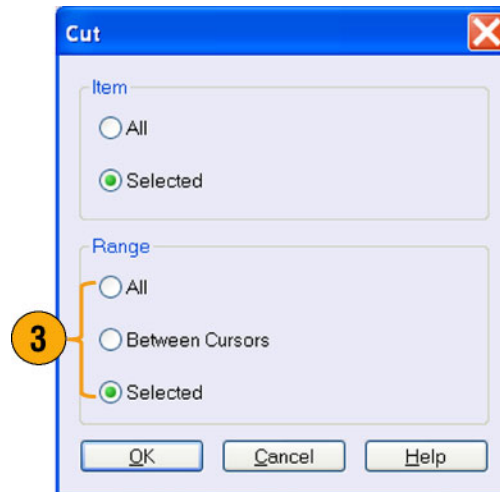 Cut
Item
All
Selected
Range
All
3
Between Cursors
Selected
OK Cancel Help